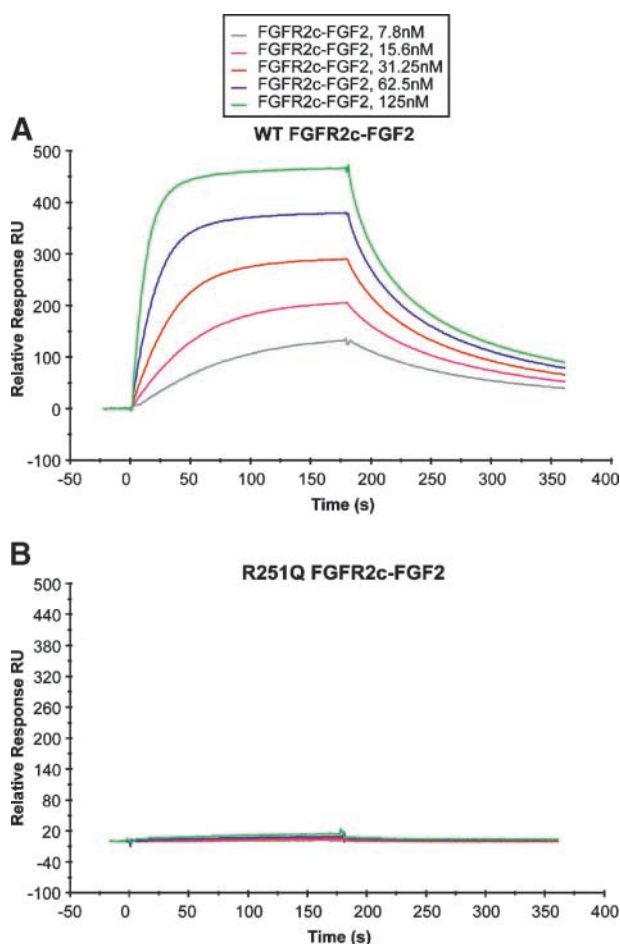 FGFR2c-FGF2, 7.8nM
FGFR2c-FGF2, 15.6nM
FGFR2c-FGF2, 31.25nM
FGFR2c-FGF2, 62.5nM
FGFR2c-FGF2, 125nM
A
WT FGFR2c-FGF2
500
400
300
200
100
0
-100
Relative Response RU
-50 0 50 100 150 200 250 300 350 400
Time (s)
B
R251Q FGFR2c-FGF2
500
440
380
320
260
200
140
80
20
-40
-100
Relative Response RU
-50 0 50 100 150 200 250 300 350 400
Time (s)